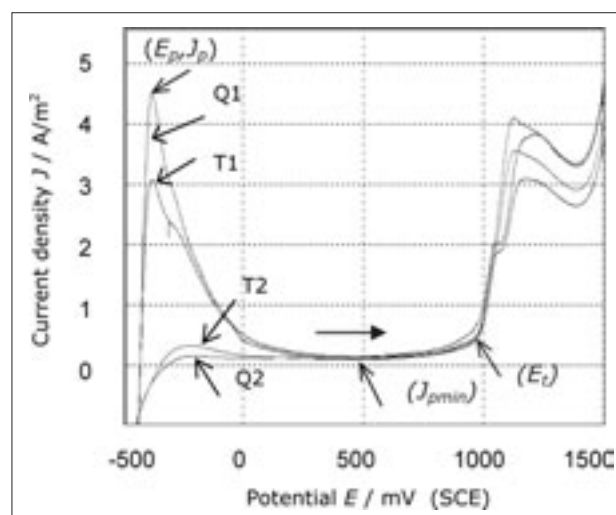 Current density J / A/m²
5
4
3
2
1
0
(Eₚ,Jₚ)
Q1
T1
T2
Q2
(Jₚₘᵢₙ)
(Eₜ)
-500 0 500 1000 1500
Potential E / mV (SCE)